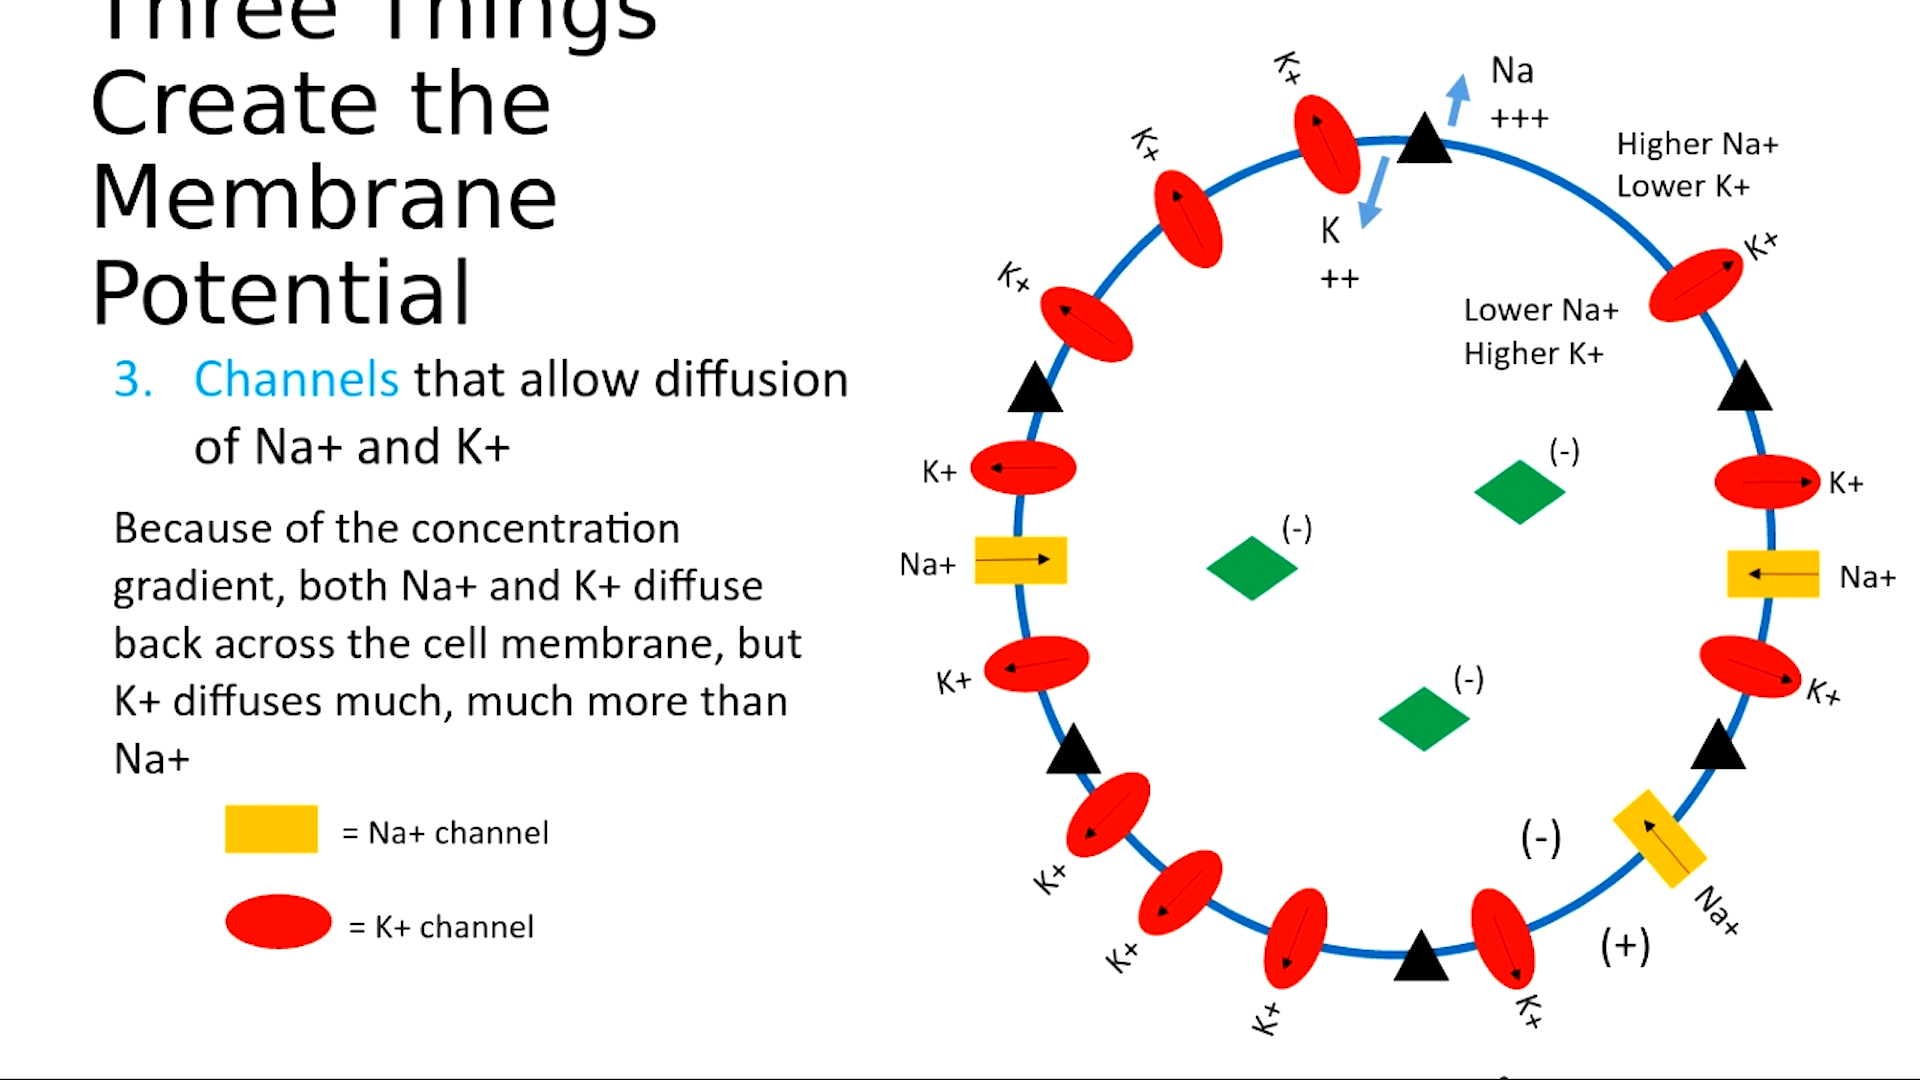 Three Things
Create the
Membrane
Potential
3. Channels that allow diffusion
of Na+ and K+
Because of the concentration
gradient, both Na+ and K+ diffuse
back across the cell membrane, but
K+ diffuses much, much more than
Na+
= Na+ channel
= K+ channel
Na
+++
K
++
Higher Na+
Lower K+
Lower Na+
Higher K+
K+
K+
K+
K+
K+
(-)
(-)
(-)
K+
Na+
Na+
K+
K+
K+
(-)
(+)
Na+
K+
K+
K+
K+